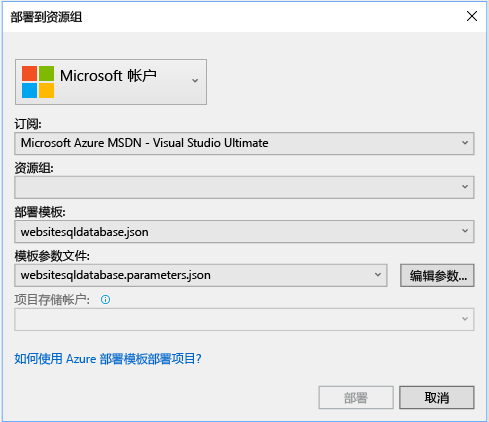 部署到资源组
Microsoft 帐户
订阅:
Microsoft Azure MSDN - Visual Studio Ultimate
资源组:
部署模板:
websitesqldatabase.json
模板参数文件:
websitesqldatabase.parameters.json
编辑参数...
项目存储帐户:
如何使用 Azure 部署模板部署项目?
部署
取消